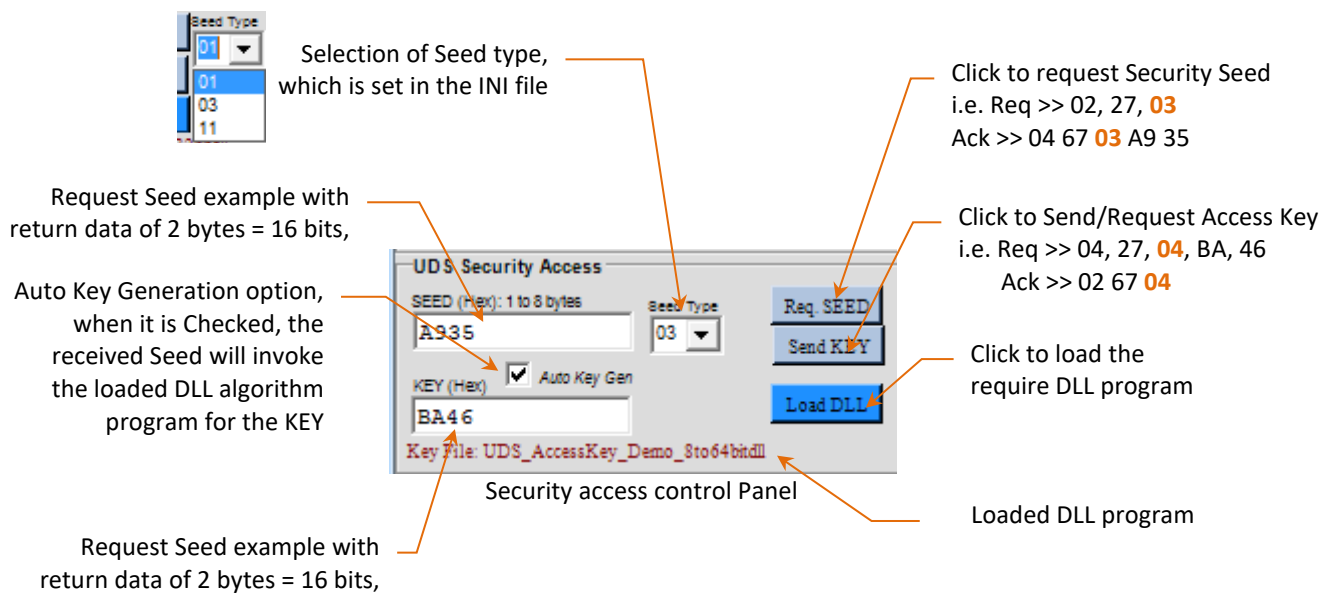 Seed Type
01
01
03
11
Selection of Seed type,
which is set in the INI file
Click to request Security Seed
i.e. Req >> 02, 27, 03
Ack >> 04 67 03 A9 35
Request Seed example with
return data of 2 bytes = 16 bits,
Click to Send/Request Access Key
i.e. Req >> 04, 27, 04, BA, 46
Ack >> 02 67 04
Auto Key Generation option,
when it is Checked, the
received Seed will invoke
the loaded DLL algorithm
program for the KEY
UDS Security Access
SEED (Hex): 1 to 8 bytes
Seed Type
A935
03
Req. SEED
Send KEY
KEY (Hex)
Auto Key Gen
BA46
Load DLL
Key File: UDS_AccessKey_Demo_8to64bitdll
Click to load the
require DLL program
Security access control Panel
Loaded DLL program
Request Seed example with
return data of 2 bytes = 16 bits,